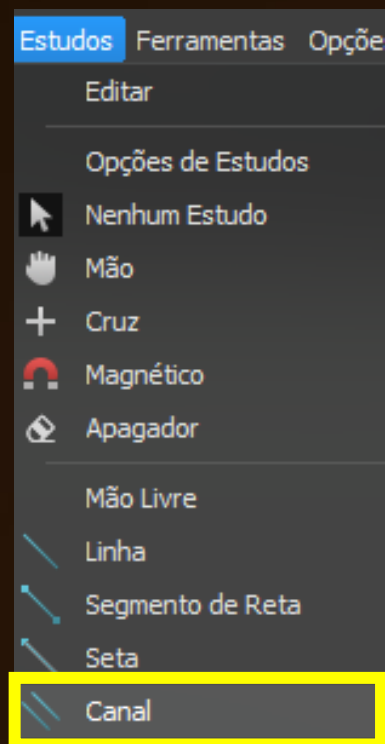 Estudos Ferramentas Opçõe
Editar
Opções de Estudos
Nenhum Estudo
Mão
Cruz
Magnético
Apagador
Mão Livre
Linha
Segmento de Reta
Seta
Canal